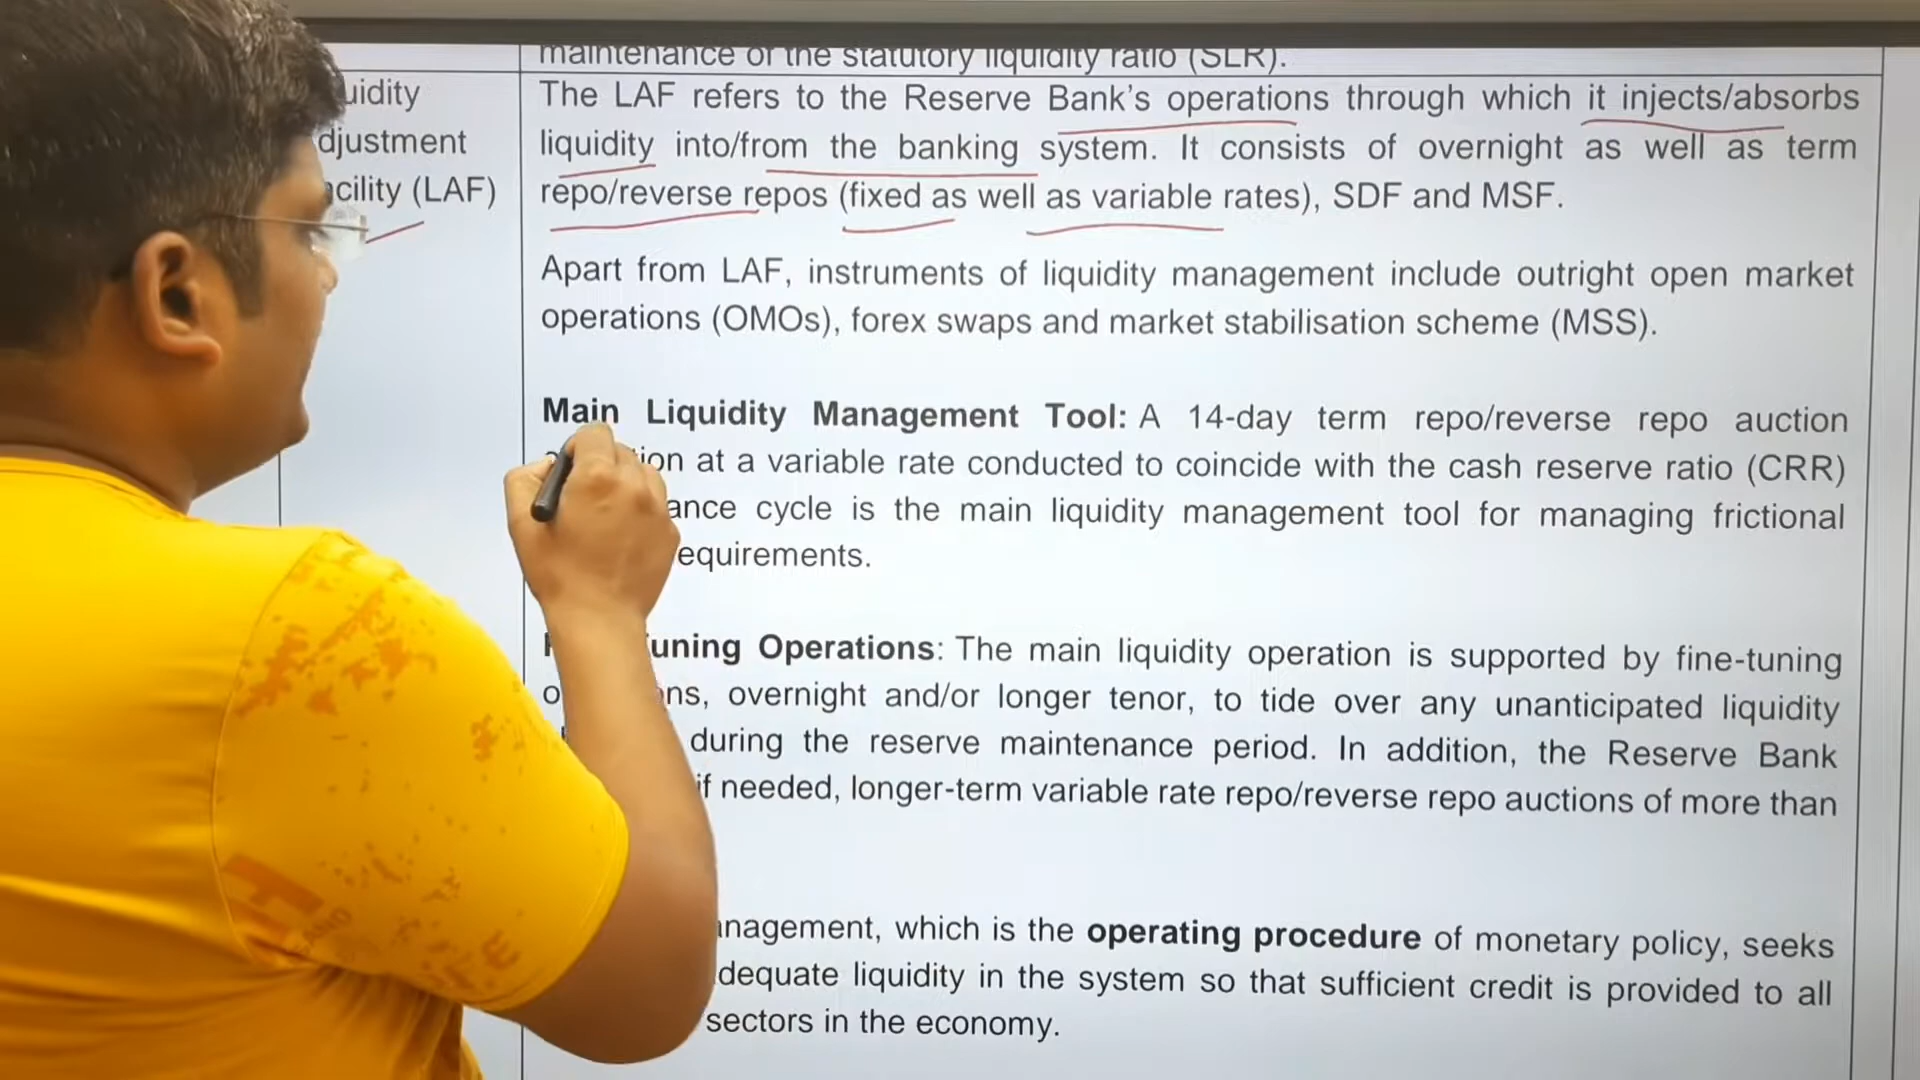 maintenance of the statutory liquidity ratio (SLR).
uidity
djustment
cility (LAF)
The LAF refers to the Reserve Bank's operations through which it injects/absorbs
liquidity into/from the banking system. It consists of overnight as well as term
repo/reverse repos (fixed as well as variable rates), SDF and MSF.
Apart from LAF, instruments of liquidity management include outright open market
operations (OMOs), forex swaps and market stabilisation scheme (MSS).
Main Liquidity Management Tool: A 14-day term repo/reverse repo auction
ion at a variable rate conducted to coincide with the cash reserve ratio (CRR)
ance cycle is the main liquidity management tool for managing frictional
equirements.
uning Operations: The main liquidity operation is supported by fine-tuning
ns, overnight and/or longer tenor, to tide over any unanticipated liquidity
during the reserve maintenance period. In addition, the Reserve Bank
if needed, longer-term variable rate repo/reverse repo auctions of more than
nagement, which is the operating procedure of monetary policy, seeks
dequate liquidity in the system so that sufficient credit is provided to all
sectors in the economy.